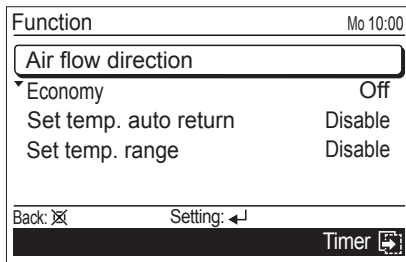 Function Mo 10:00
Air flow direction
Economy Off
Set temp. auto return Disable
Set temp. range Disable
Back: Setting:
Timer